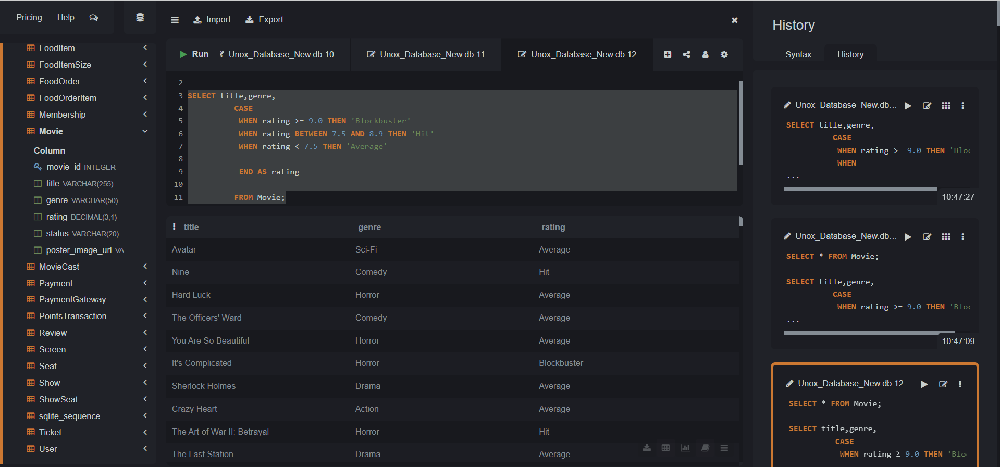 Pricing Help
FoodItem
FoodItemSize
FoodOrder
FoodOrderItem
Membership
Movie
Column
movie_id INTEGER
title VARCHAR(255)
genre VARCHAR(50)
rating DECIMAL(3,1)
status VARCHAR(20)
poster_image_url VA...
MovieCast
Payment
PaymentGateway
PointsTransaction
Review
Screen
Seat
Show
ShowSeat
sqlite_sequence
Ticket
User
Import Export
Run Unox_Database_New.db.10 Unox_Database_New.db.11 Unox_Database_New.db.12
2
3 SELECT title,genre,
4 CASE
5 WHEN rating >= 9.0 THEN 'Blockbuster'
6 WHEN rating BETWEEN 7.5 AND 8.9 THEN 'Hit'
7 WHEN rating < 7.5 THEN 'Average'
8
9 END AS rating
10
11 FROM Movie;
title genre rating
Avatar Sci-Fi Average
Nine Comedy Hit
Hard Luck Horror Average
The Officers' Ward Comedy Average
You Are So Beautiful Horror Average
It's Complicated Horror Blockbuster
Sherlock Holmes Drama Average
Crazy Heart Action Average
The Art of War II: Betrayal Horror Hit
The Last Station Drama Average
History
Syntax History
Unox_Database_New.db...
SELECT title,genre,
CASE
WHEN rating >= 9.0 THEN 'Bloc
WHEN
...
10:47:27
Unox_Database_New.db...
SELECT * FROM Movie;
SELECT title,genre,
CASE
WHEN rating >= 9.0 THEN 'Bloc
...
10:47:09
Unox_Database_New.db.12
SELECT * FROM Movie;
SELECT title,genre,
CASE
WHEN rating ≥ 9.0 THEN 'Bloc